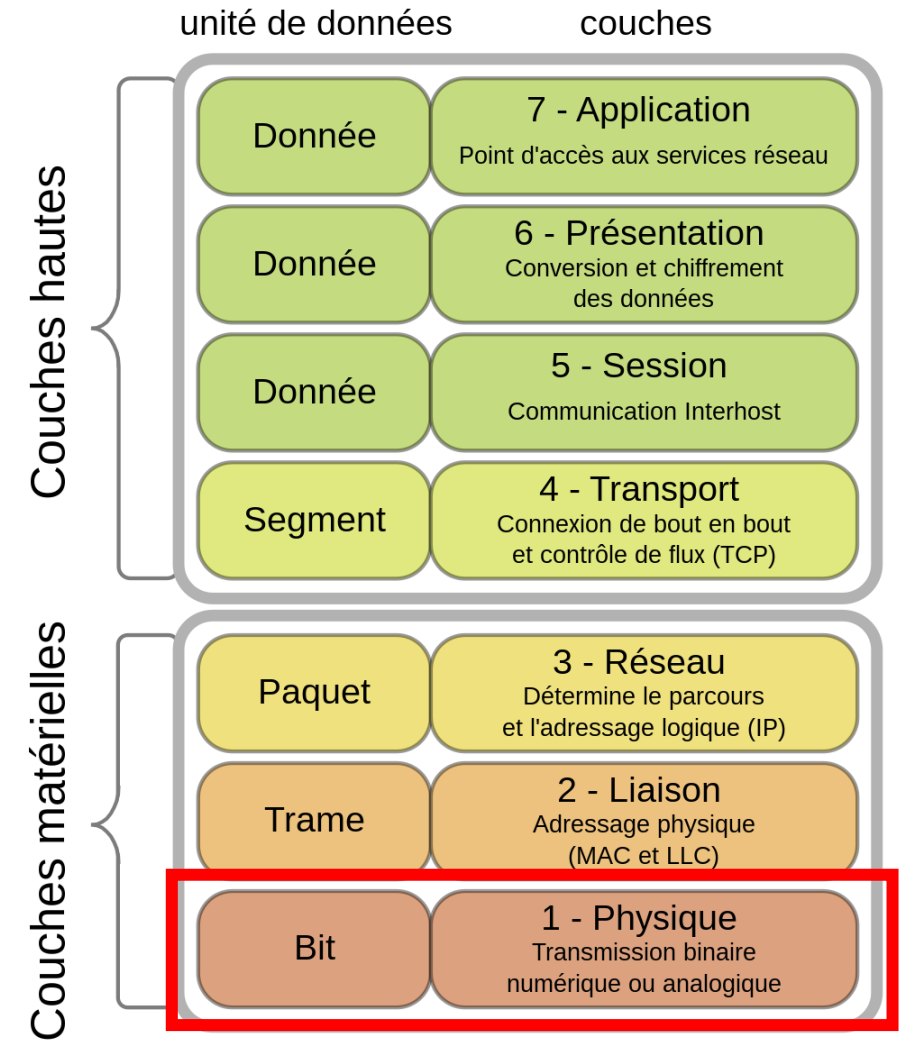 unité de données
couches
Couches hautes
Donnée
7 - Application
Point d'accès aux services réseau
Donnée
6 - Présentation
Conversion et chiffrement
des données
Donnée
5 - Session
Communication Interhost
Segment
4 - Transport
Connexion de bout en bout
et contrôle de flux (TCP)
Couches matérielles
Paquet
3 - Réseau
Détermine le parcours
et l'adressage logique (IP)
Trame
2 - Liaison
Adressage physique
(MAC et LLC)
Bit
1 - Physique
Transmission binaire
numérique ou analogique